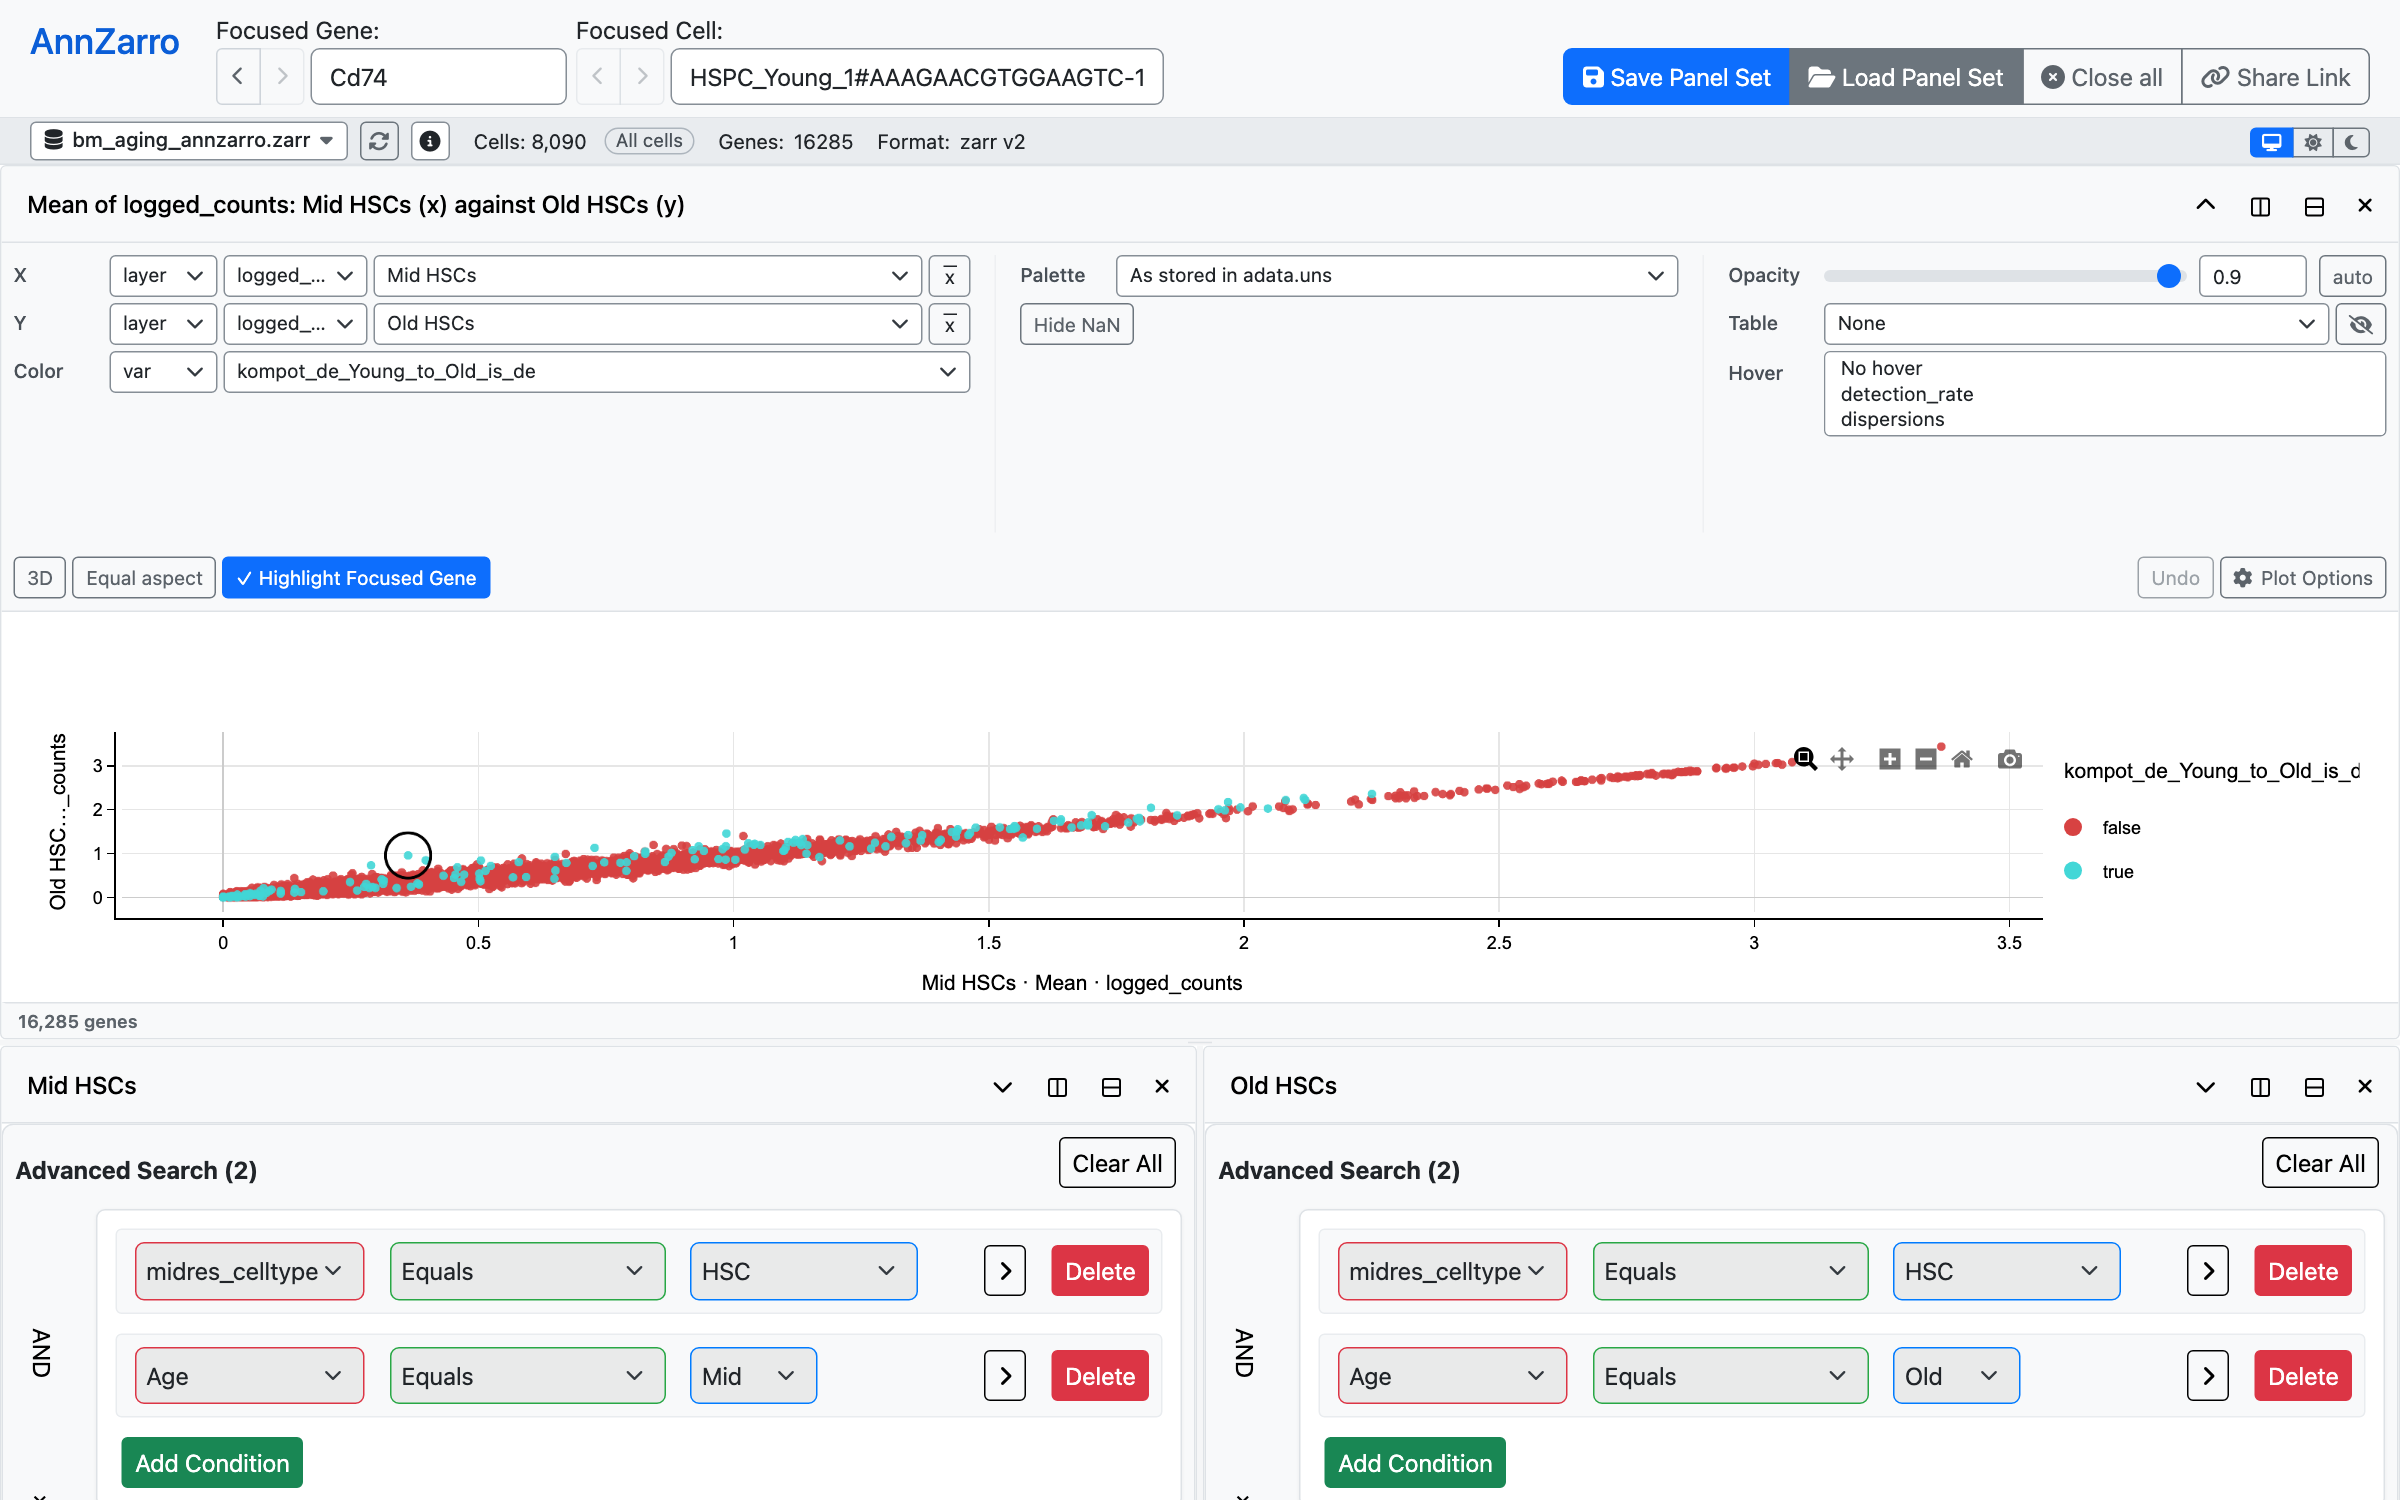 AnnZarro
Focused Gene:
Cd74
Focused Cell:
HSPC_Young_1#AAAGAACGTGGAAGTC-1
Save Panel Set
Load Panel Set
Close all
Share Link
bm_aging_annzarro.zarr
Cells: 8,090
All cells
Genes: 16285
Format: zarr v2
Mean of logged_counts: Mid HSCs (x) against Old HSCs (y)
X
layer
logged_...
Mid HSCs
x
Y
layer
logged_...
Old HSCs
x
Color
var
kompot_de_Young_to_Old_is_de
Palette
As stored in adata.uns
Hide NaN
Opacity
0.9
auto
Table
None
Hover
No hover
detection_rate
dispersions
3D
Equal aspect
✓ Highlight Focused Gene
Undo
Plot Options
Old HSC..._counts
3
2
1
0
0
0.5
1
1.5
2
2.5
3
3.5
Mid HSCs · Mean · logged_counts
kompot_de_Young_to_Old_is_d
false
true
16,285 genes
Mid HSCs
Advanced Search (2)
Clear All
AND
midres_celltype
Equals
HSC
Delete
Age
Equals
Mid
Delete
Add Condition
Old HSCs
Advanced Search (2)
Clear All
AND
midres_celltype
Equals
HSC
Delete
Age
Equals
Old
Delete
Add Condition